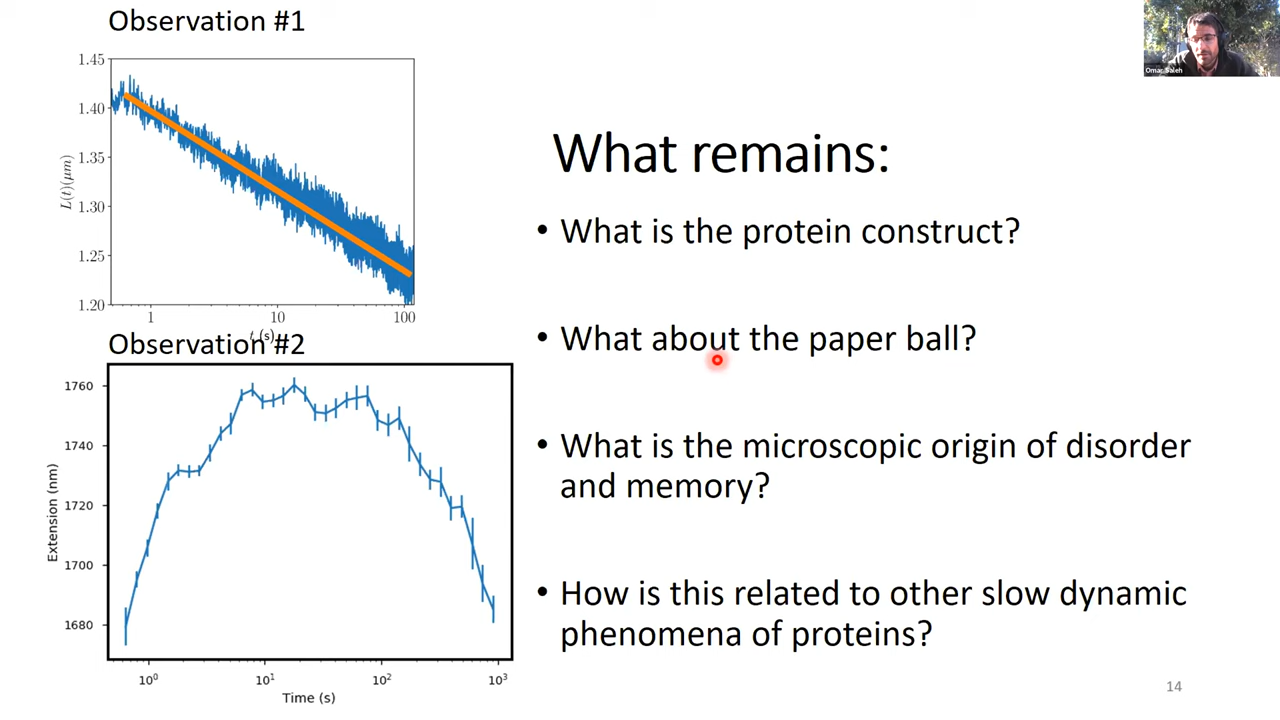 Observation #1
1.45
1.40
1.35
1.30
1.25
1.20
L(t)(μm)
1
10
100
t (s)
Observation #2
1760
1740
1720
1700
1680
Extension (nm)
10⁰
10¹
10²
10³
Time (s)
Omar Saleh
What remains:
• What is the protein construct?
• What about the paper ball?
• What is the microscopic origin of disorder
and memory?
• How is this related to other slow dynamic
phenomena of proteins?
14